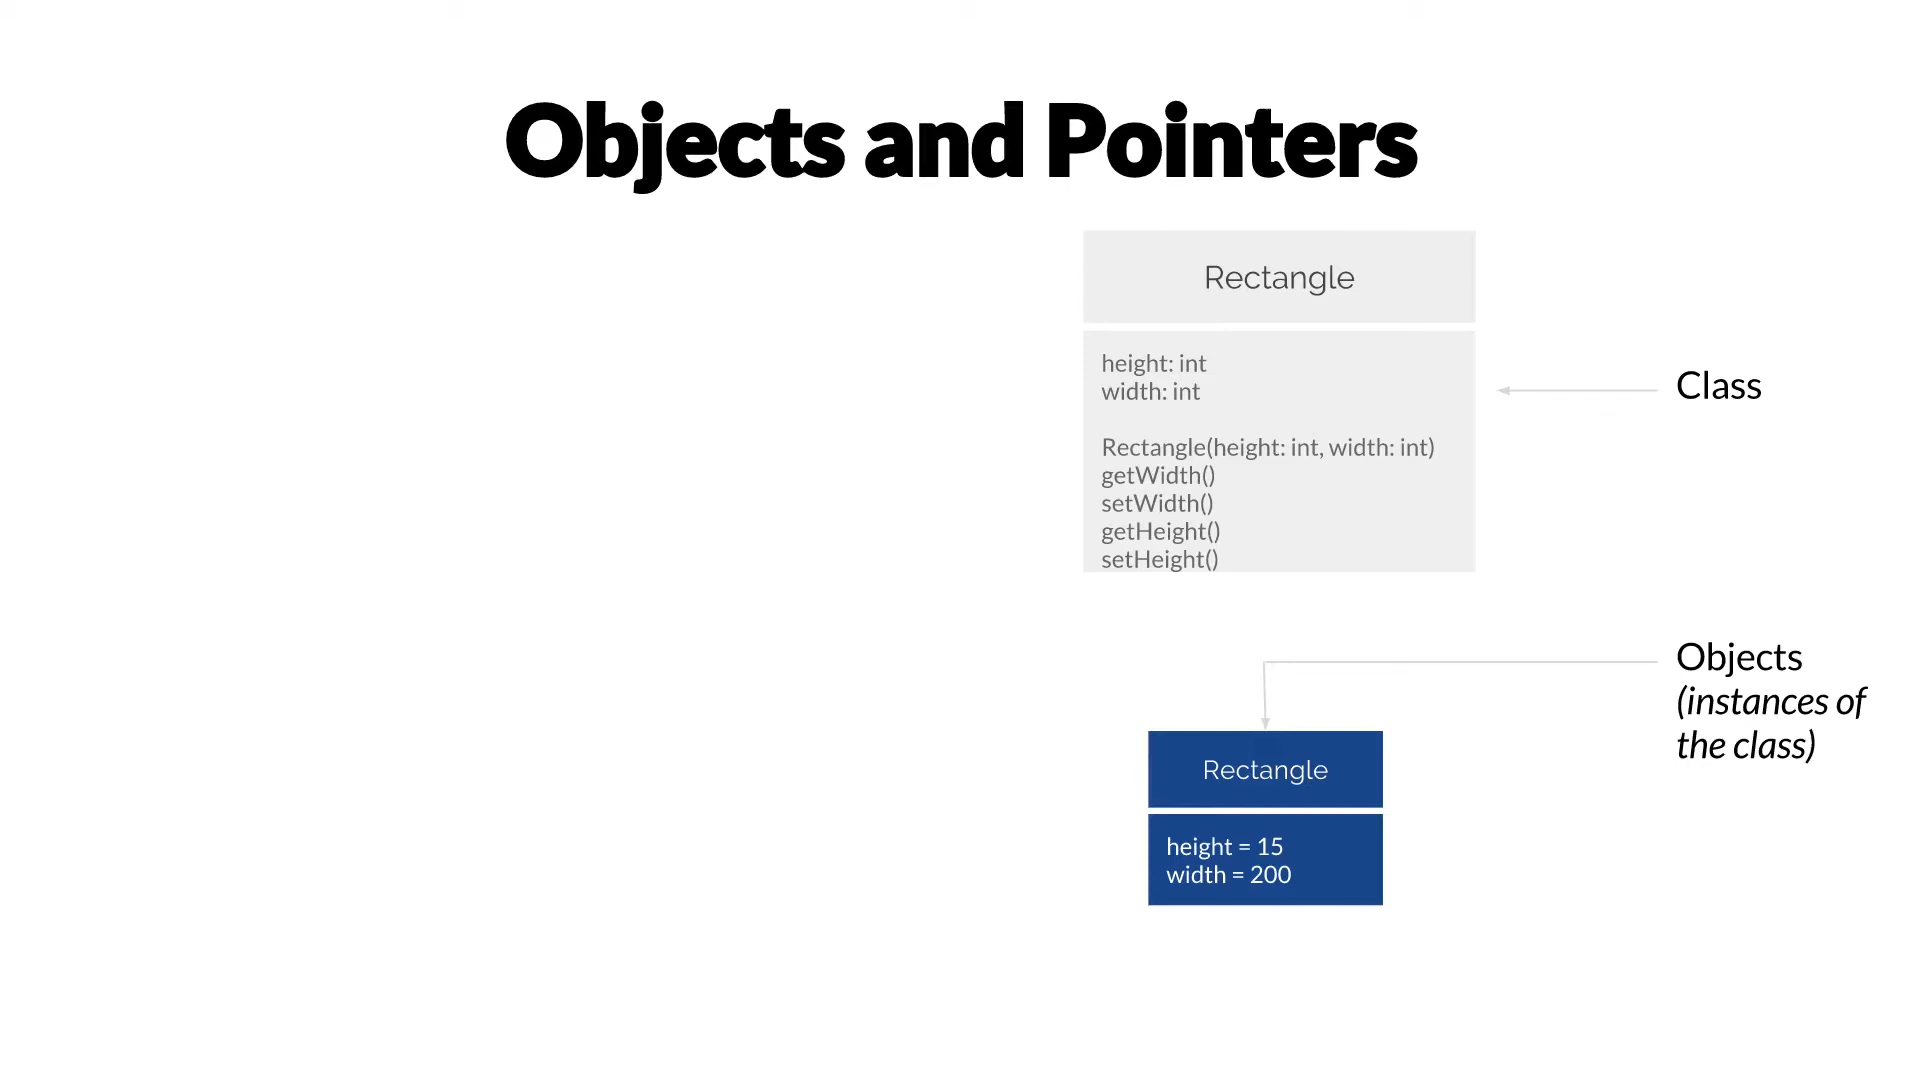 Objects and Pointers
Rectangle
height: int
width: int
Rectangle(height: int, width: int)
getWidth()
setWidth()
getHeight()
setHeight()
Class
Objects
(instances of
the class)
Rectangle
height = 15
width = 200